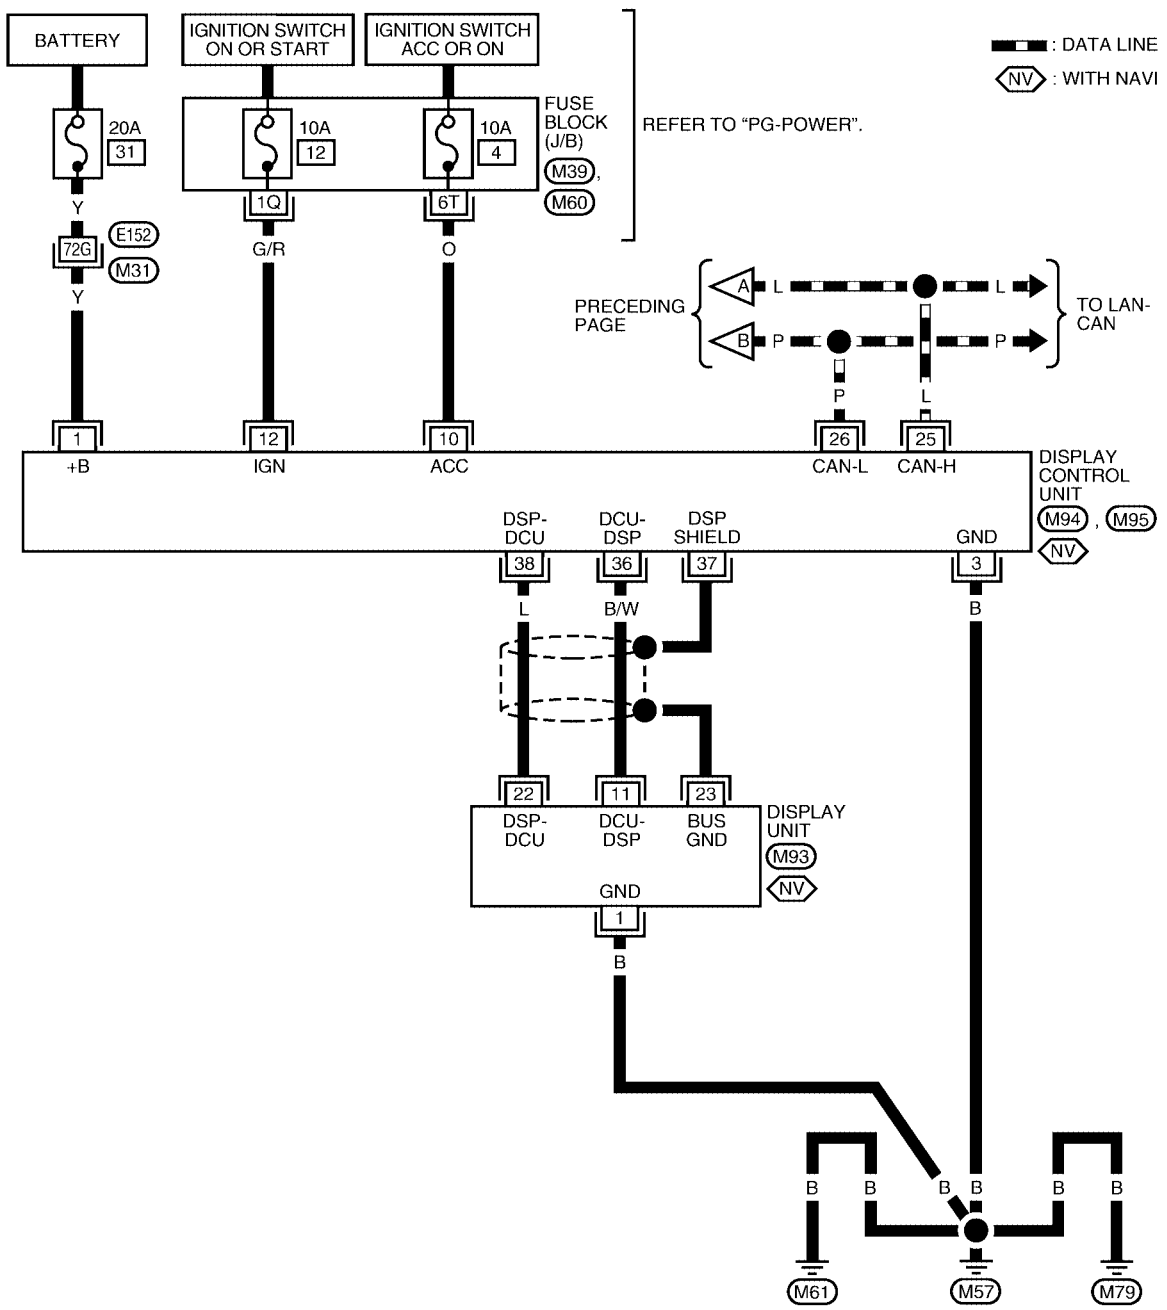 BATTERY
IGNITION SWITCH
ON OR START
IGNITION SWITCH
ACC OR ON
: DATA LINE
NV : WITH NAVI
20A
31
10A
12
10A
4
FUSE
BLOCK
(J/B)
M39 ,
M60
REFER TO “PG-POWER”.
Y
1Q
6T
72G
E152
M31
G/R
O
Y
PRECEDING
PAGE
A L L
B P P
TO LAN-
CAN
P L
1 12 10 26 25
+B IGN ACC CAN-L CAN-H
DISPLAY
CONTROL
UNIT
M94 , M95
NV
DSP-
DCU
DCU-
DSP
DSP
SHIELD
GND
38 36 37 3
L B/W B
22 11 23
DSP-
DCU
DCU-
DSP
BUS
GND
DISPLAY
UNIT
M93
NV
GND
1
B
B B B B B B
M61 M57 M79